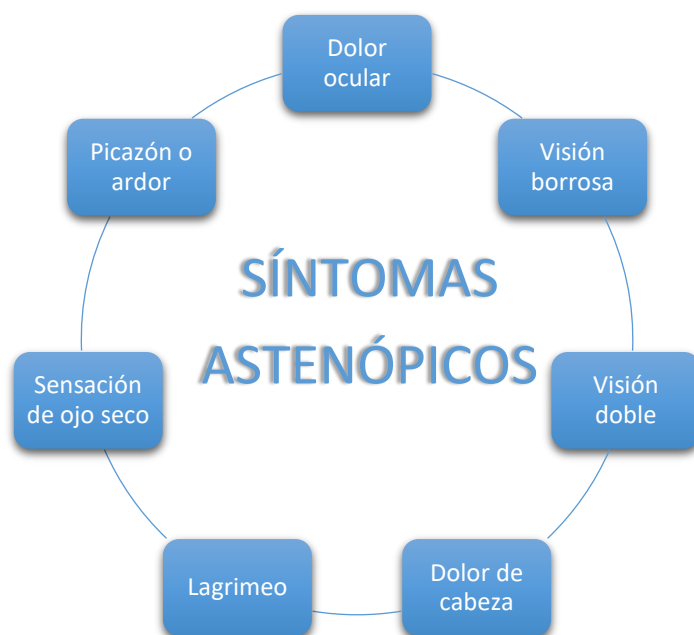 Dolor
ocular
Visión
borrosa
Visión
doble
Dolor de
cabeza
Lagrimeo
Sensación
de ojo seco
Picazón o
ardor
SÍNTOMAS
ASTENÓPICOS